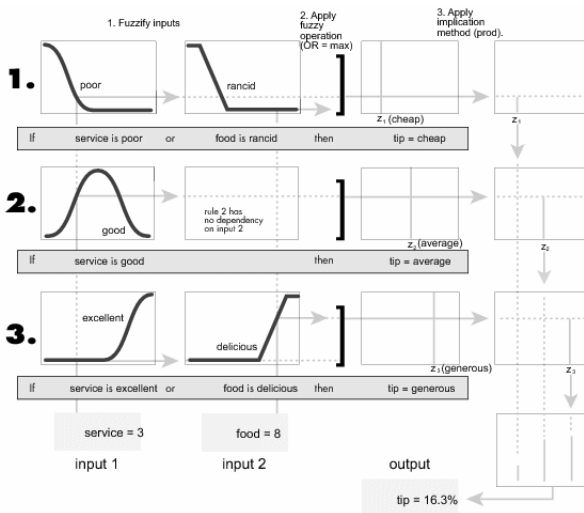 1. Fuzzify inputs
2. Apply
fuzzy
operation
(OR = max)
3. Apply
implication
method (prod).
1.
poor
rancid
z1(cheap)
z1
If service is poor or food is rancid then tip = cheap
2.
good
rule 2 has
no dependency
on input 2
z2(average)
z2
If service is good then tip = average
3.
excellent
delicious
z3(generous)
z3
If service is excellent or food is delicious then tip = generous
service = 3
food = 8
input 1
input 2
output
tip = 16.3%